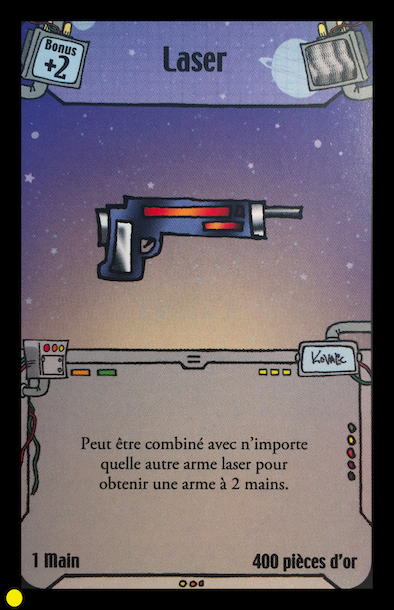 Bonus
+2
Laser
Kovalic
Peut être combiné avec n'importe
quelle autre arme laser pour
obtenir une arme à 2 mains.
1 Main
400 pièces d'or